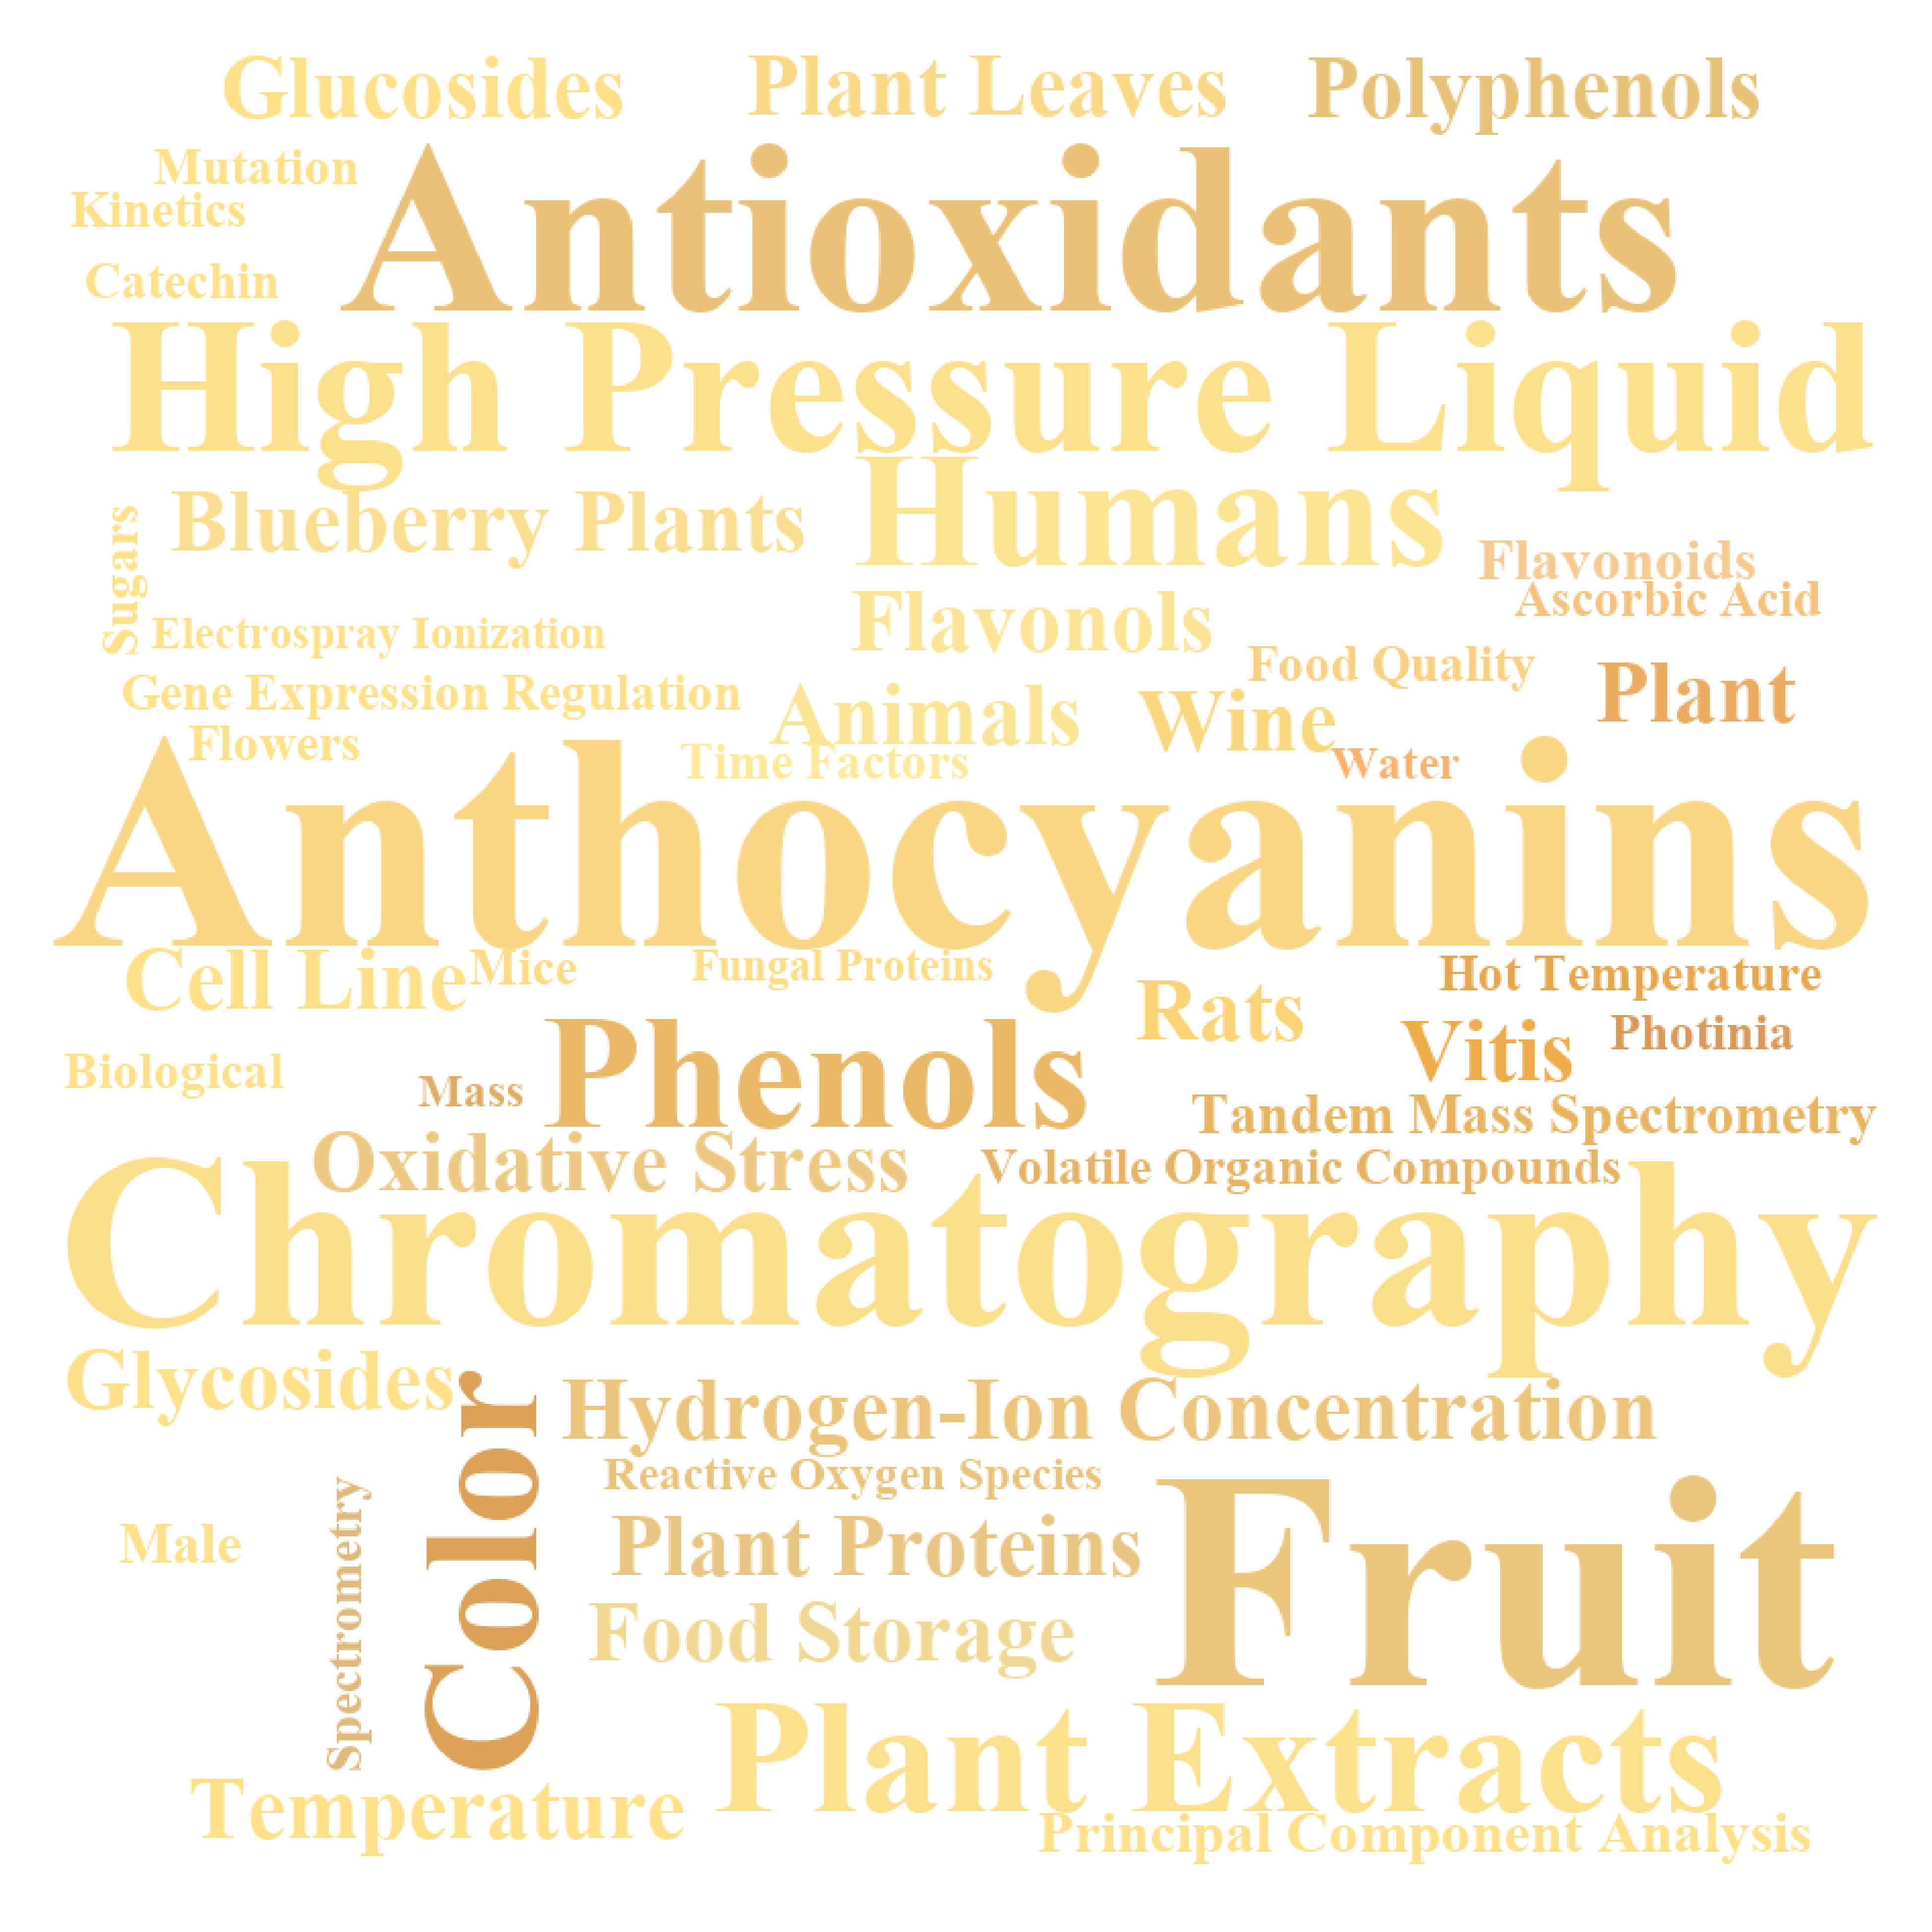 Glucosides
Plant Leaves
Polyphenols
Mutation
Kinetics
Antioxidants
Catechin
High Pressure Liquid
Humans
Blueberry Plants
Sugars
Flavonoids
Ascorbic Acid
Flavonols
Electrospray Ionization
Food Quality
Plant
Gene Expression Regulation
Animals
Wine
Flowers
Time Factors
Water
Anthocyanins
Cell Line
Mice
Fungal Proteins
Rats
Hot Temperature
Vitis
Photinia
Biological
Mass
Phenols
Tandem Mass Spectrometry
Oxidative Stress
Volatile Organic Compounds
Chromatography
Glycosides
Color
Hydrogen-Ion Concentration
Reactive Oxygen Species
Fruit
Male
Spectrometry
Plant Proteins
Food Storage
Plant Extracts
Temperature
Principal Component Analysis